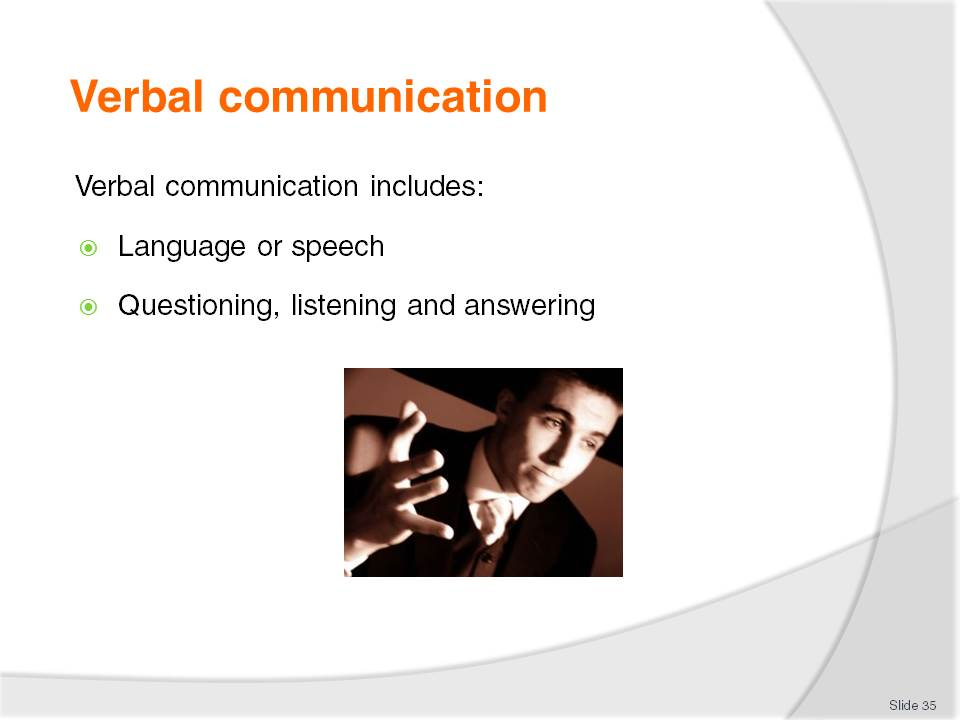 Verbal communication
Verbal communication includes:
Language or speech
Questioning, listening and answering
Slide 35